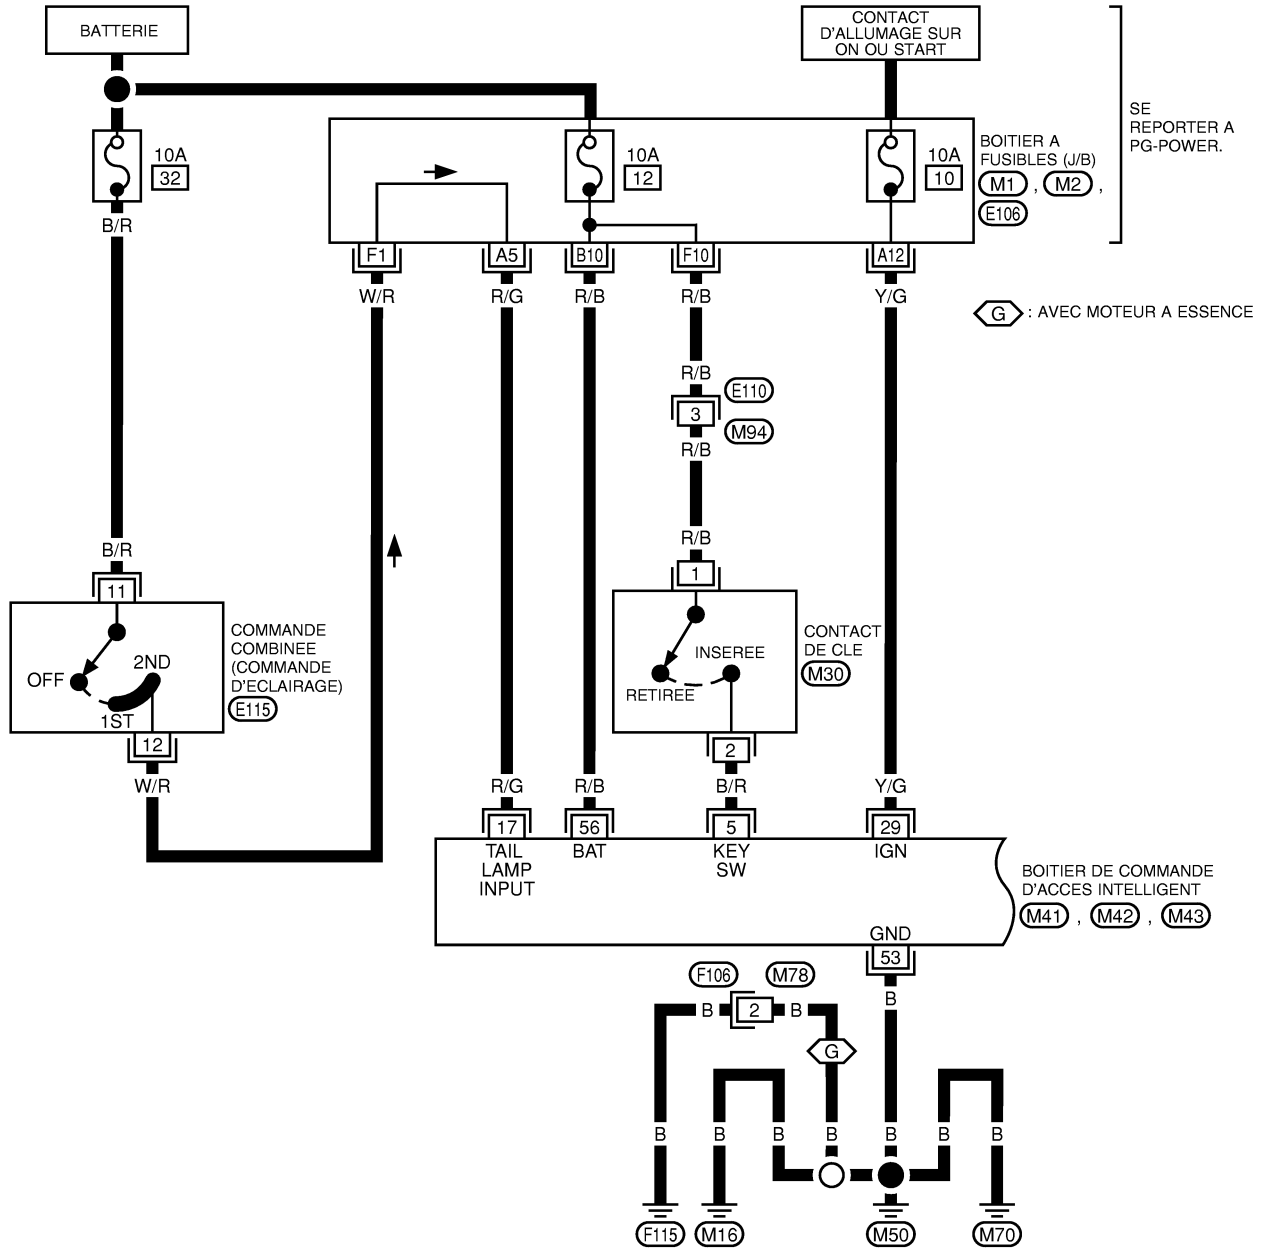 BATTERIE
CONTACT
D'ALLUMAGE SUR
ON OU START
SE
REPORTER A
PG-POWER.
10A
32
10A
12
10A
10
BOITIER A
FUSIBLES (J/B)
M1 , M2 ,
E106
B/R
F1
A5
B10
F10
A12
W/R
R/G
R/B
R/B
Y/G
G : AVEC MOTEUR A ESSENCE
R/B
E110
3
M94
R/B
R/B
B/R
11
1
COMMANDE
COMBINEE
(COMMANDE
D'ECLAIRAGE)
E115
OFF
2ND
1ST
12
W/R
INSEREE
RETIREE
CONTACT
DE CLE
M30
2
R/G
R/B
B/R
Y/G
17
56
5
29
TAIL
LAMP
INPUT
BAT
KEY
SW
IGN
BOITIER DE COMMANDE
D'ACCES INTELLIGENT
M41 , M42 , M43
GND
53
F106
M78
B
2
B
B
G
B
B
B
B
B
B
B
F115
M16
M50
M70